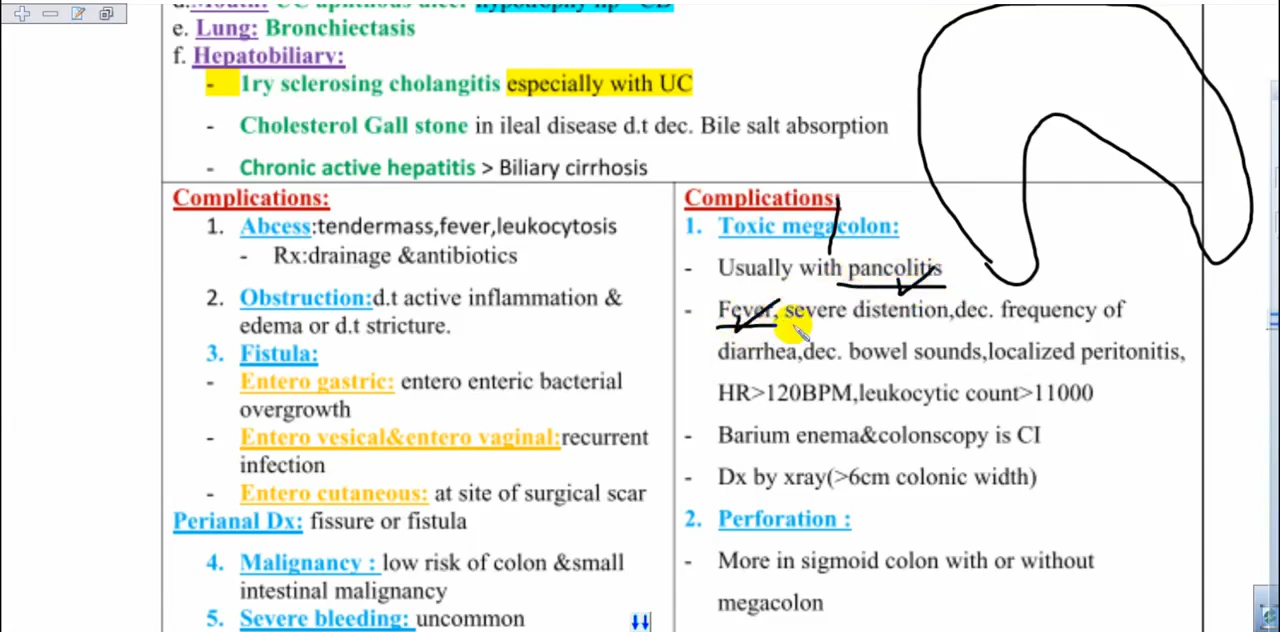 e. Lung: Bronchiectasis
f. Hepatobiliary:
- 1ry sclerosing cholangitis especially with UC
- Cholesterol Gall stone in ileal disease d.t dec. Bile salt absorption
- Chronic active hepatitis > Biliary cirrhosis
Complications:
1. Abcess:tendermass,fever,leukocytosis
- Rx:drainage &antibiotics
2. Obstruction:d.t active inflammation &
edema or d.t stricture.
3. Fistula:
- Entero gastric: entero enteric bacterial
overgrowth
- Entero vesical&entero vaginal:recurrent
infection
- Entero cutaneous: at site of surgical scar
Perianal Dx: fissure or fistula
4. Malignancy : low risk of colon &small
intestinal malignancy
5. Severe bleeding: uncommon
Complications:
1. Toxic megacolon:
- Usually with pancolitis
- Fever, severe distention,dec. frequency of
diarrhea,dec. bowel sounds,localized peritonitis,
HR>120BPM,leukocytic count>11000
- Barium enema&colonscopy is CI
- Dx by xray(>6cm colonic width)
2. Perforation :
- More in sigmoid colon with or without
megacolon